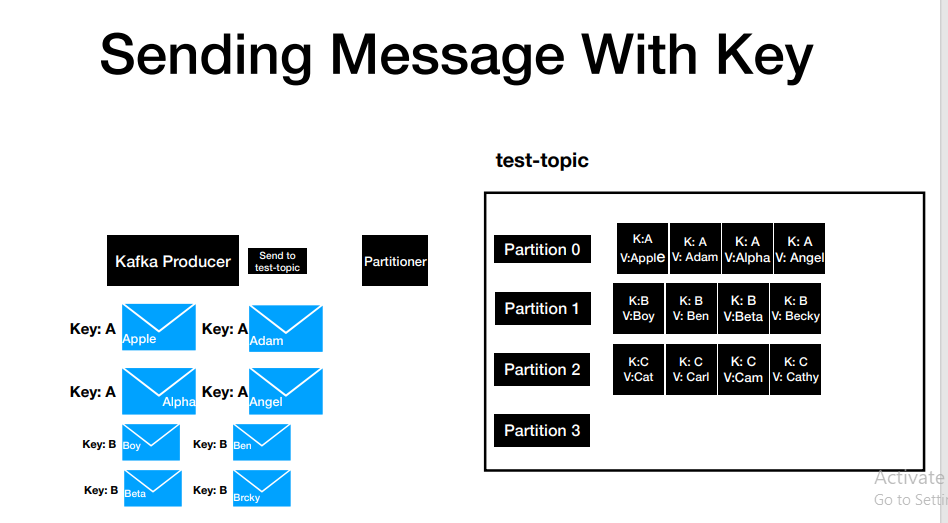 Sending Message With Key
test-topic
Kafka Producer
Send to
test-topic
Partitioner
Key: A
Apple
Key: A
Adam
Key: A
Alpha
Key: A
Angel
Key: B
Boy
Key: B
Ben
Key: B
Beta
Key: B
Brcky
Partition 0
K:A
V:Apple
K: A
V: Adam
K: A
V:Alpha
K: A
V: Angel
Partition 1
K:B
V:Boy
K: B
V: Ben
K: B
V:Beta
K: B
V: Becky
Partition 2
K:C
V:Cat
K: C
V: Carl
K: C
V:Cam
K: C
V: Cathy
Partition 3
Activate
Go to Setti